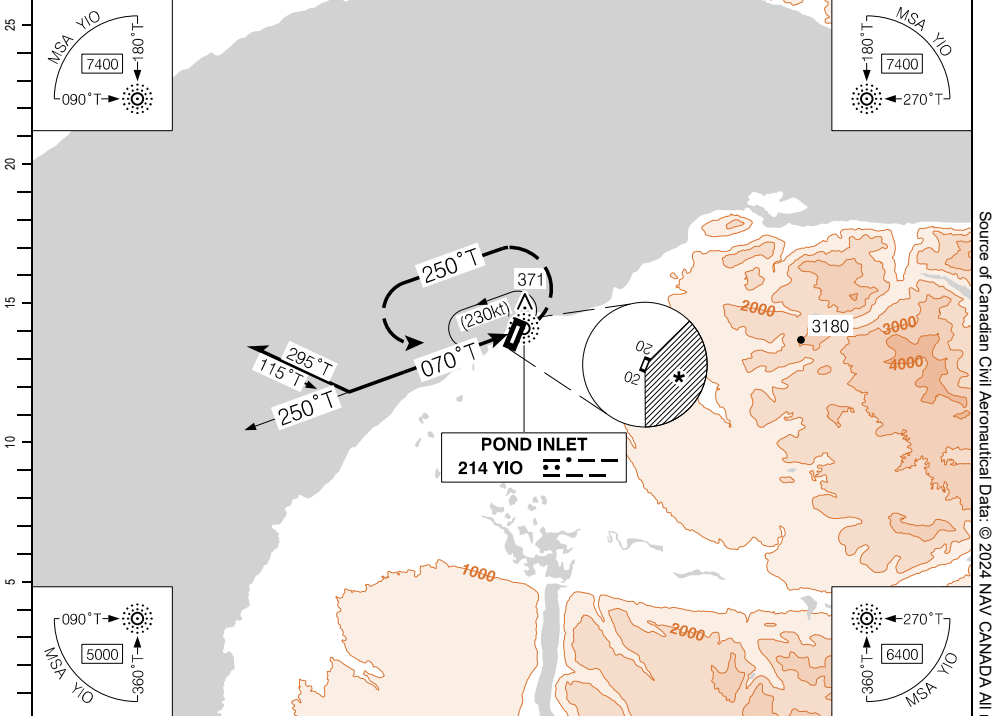 25
20
15
10
5
MSA YIO
7400
180°T
090°T
MSA YIO
7400
180°T
270°T
250°T
371
(230kt)
070°T
295°T
115°T
250°T
20
02
*
2000
3180
3000
4000
POND INLET
214 YIO
1000
2000
090°T
5000
360°T
MSA YIO
270°T
6400
360°T
MSA YIO
Source of Canadian Civil Aeronautical Data: © 2024 NAV CANADA All